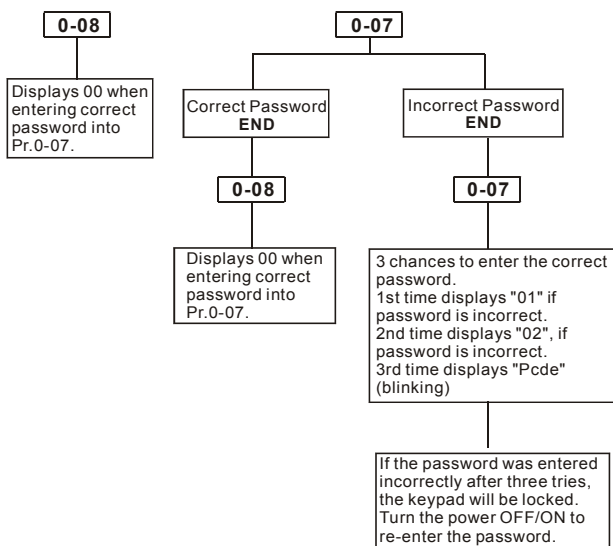 0-08
Displays 00 when
entering correct
password into
Pr.0-07.
0-07
Correct Password
END
0-08
Displays 00 when
entering correct
password into
Pr.0-07.
Incorrect Password
END
0-07
3 chances to enter the correct
password.
1st time displays "01" if
password is incorrect.
2nd time displays "02", if
password is incorrect.
3rd time displays "Pcde"
(blinking)
If the password was entered
incorrectly after three tries,
the keypad will be locked.
Turn the power OFF/ON to
re-enter the password.